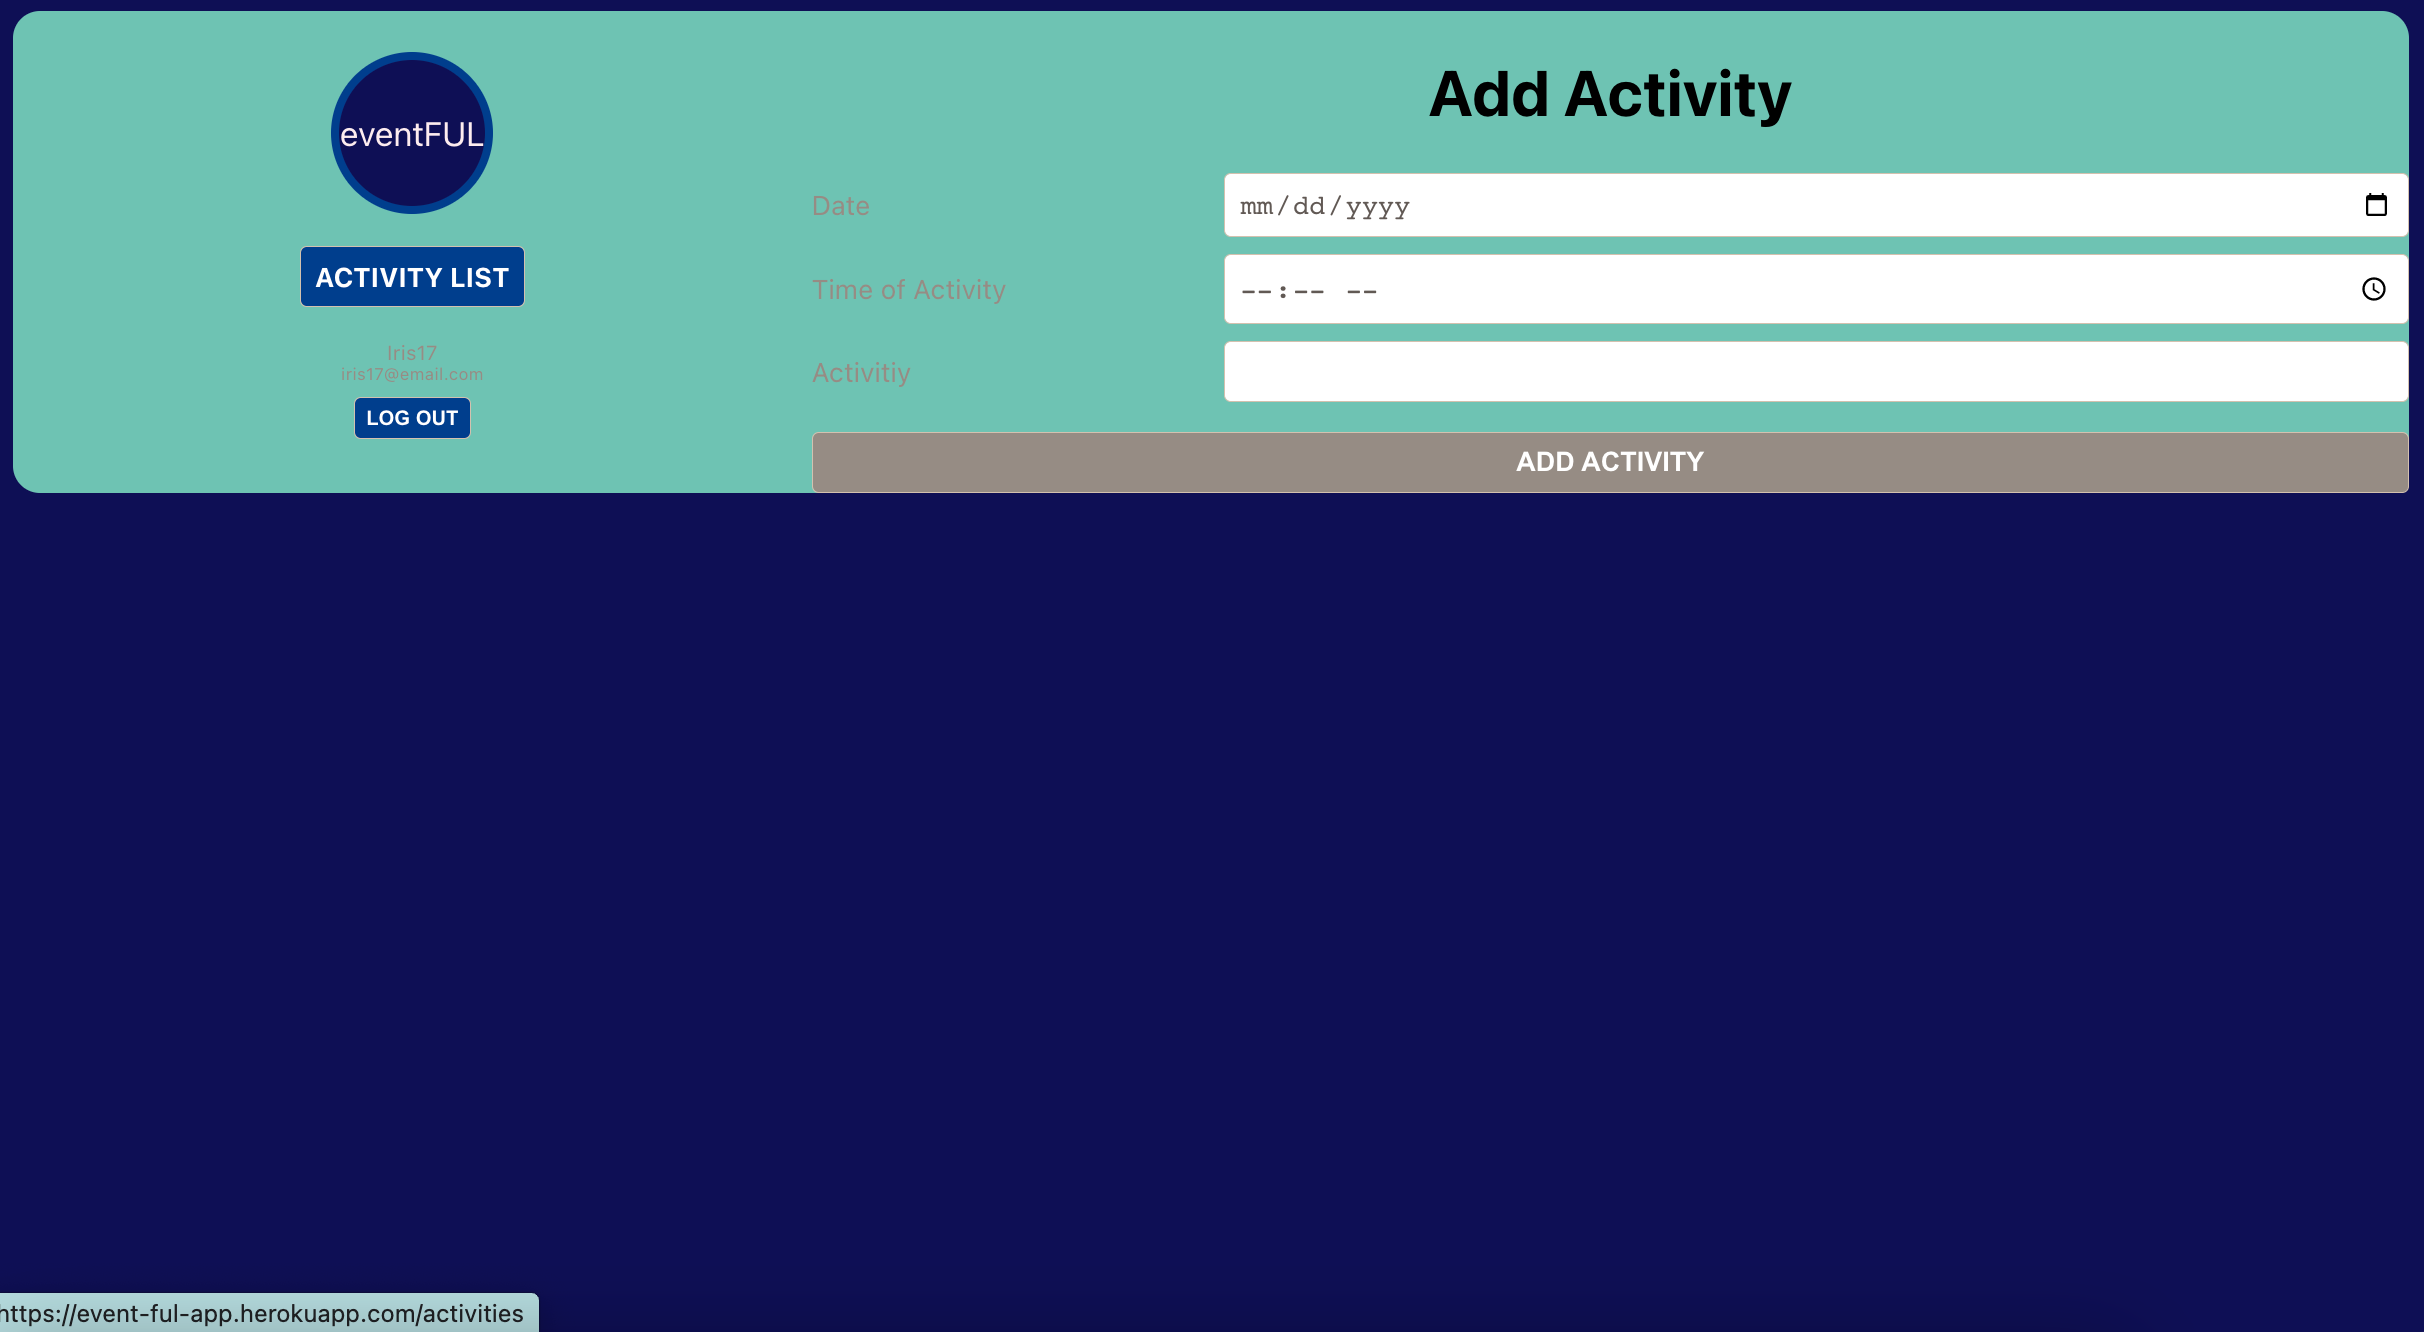 eventFUL
ACTIVITY LIST
Iris17
iris17@email.com
LOG OUT
Add Activity
Date
mm/dd/yyyy
Time of Activity
--:-- --
Activitiy
ADD ACTIVITY
https://event-ful-app.herokuapp.com/activities